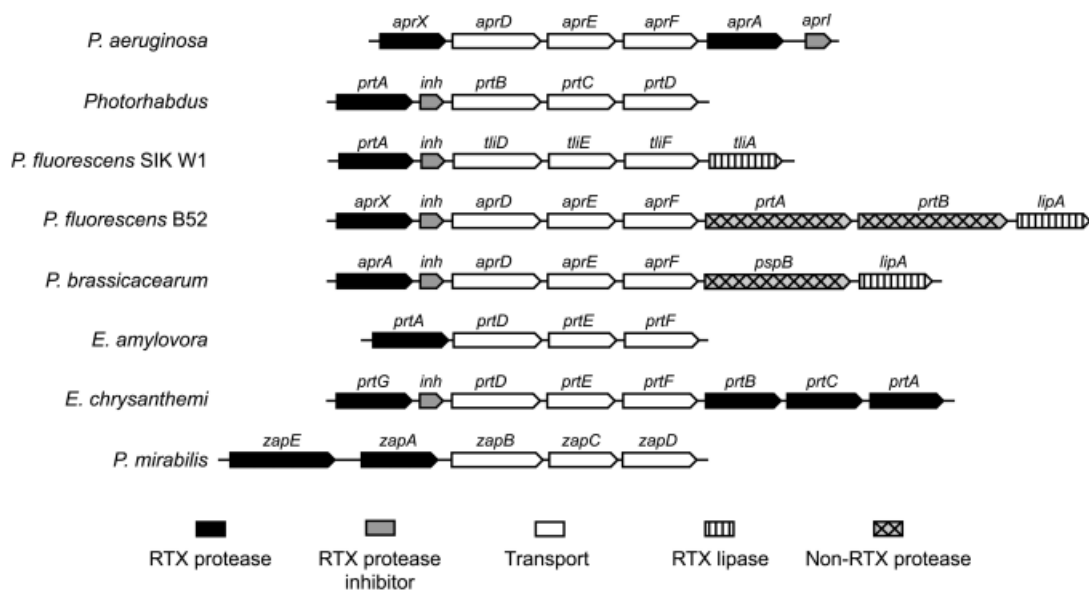 aprX aprD aprE aprF aprA aprI
P. aeruginosa
prtA inh prtB prtC prtD
Photorhabdus
prtA inh tliD tliE tliF tliA
P. fluorescens SIK W1
aprX inh aprD aprE aprF prtA prtB lipA
P. fluorescens B52
aprA inh aprD aprE aprF pspB lipA
P. brassicacearum
prtA prtD prtE prtF
E. amylovora
prtG inh prtD prtE prtF prtB prtC prtA
E. chrysanthemi
zapE zapA zapB zapC zapD
P. mirabilis
RTX protease
RTX protease
inhibitor
Transport
RTX lipase
Non-RTX protease